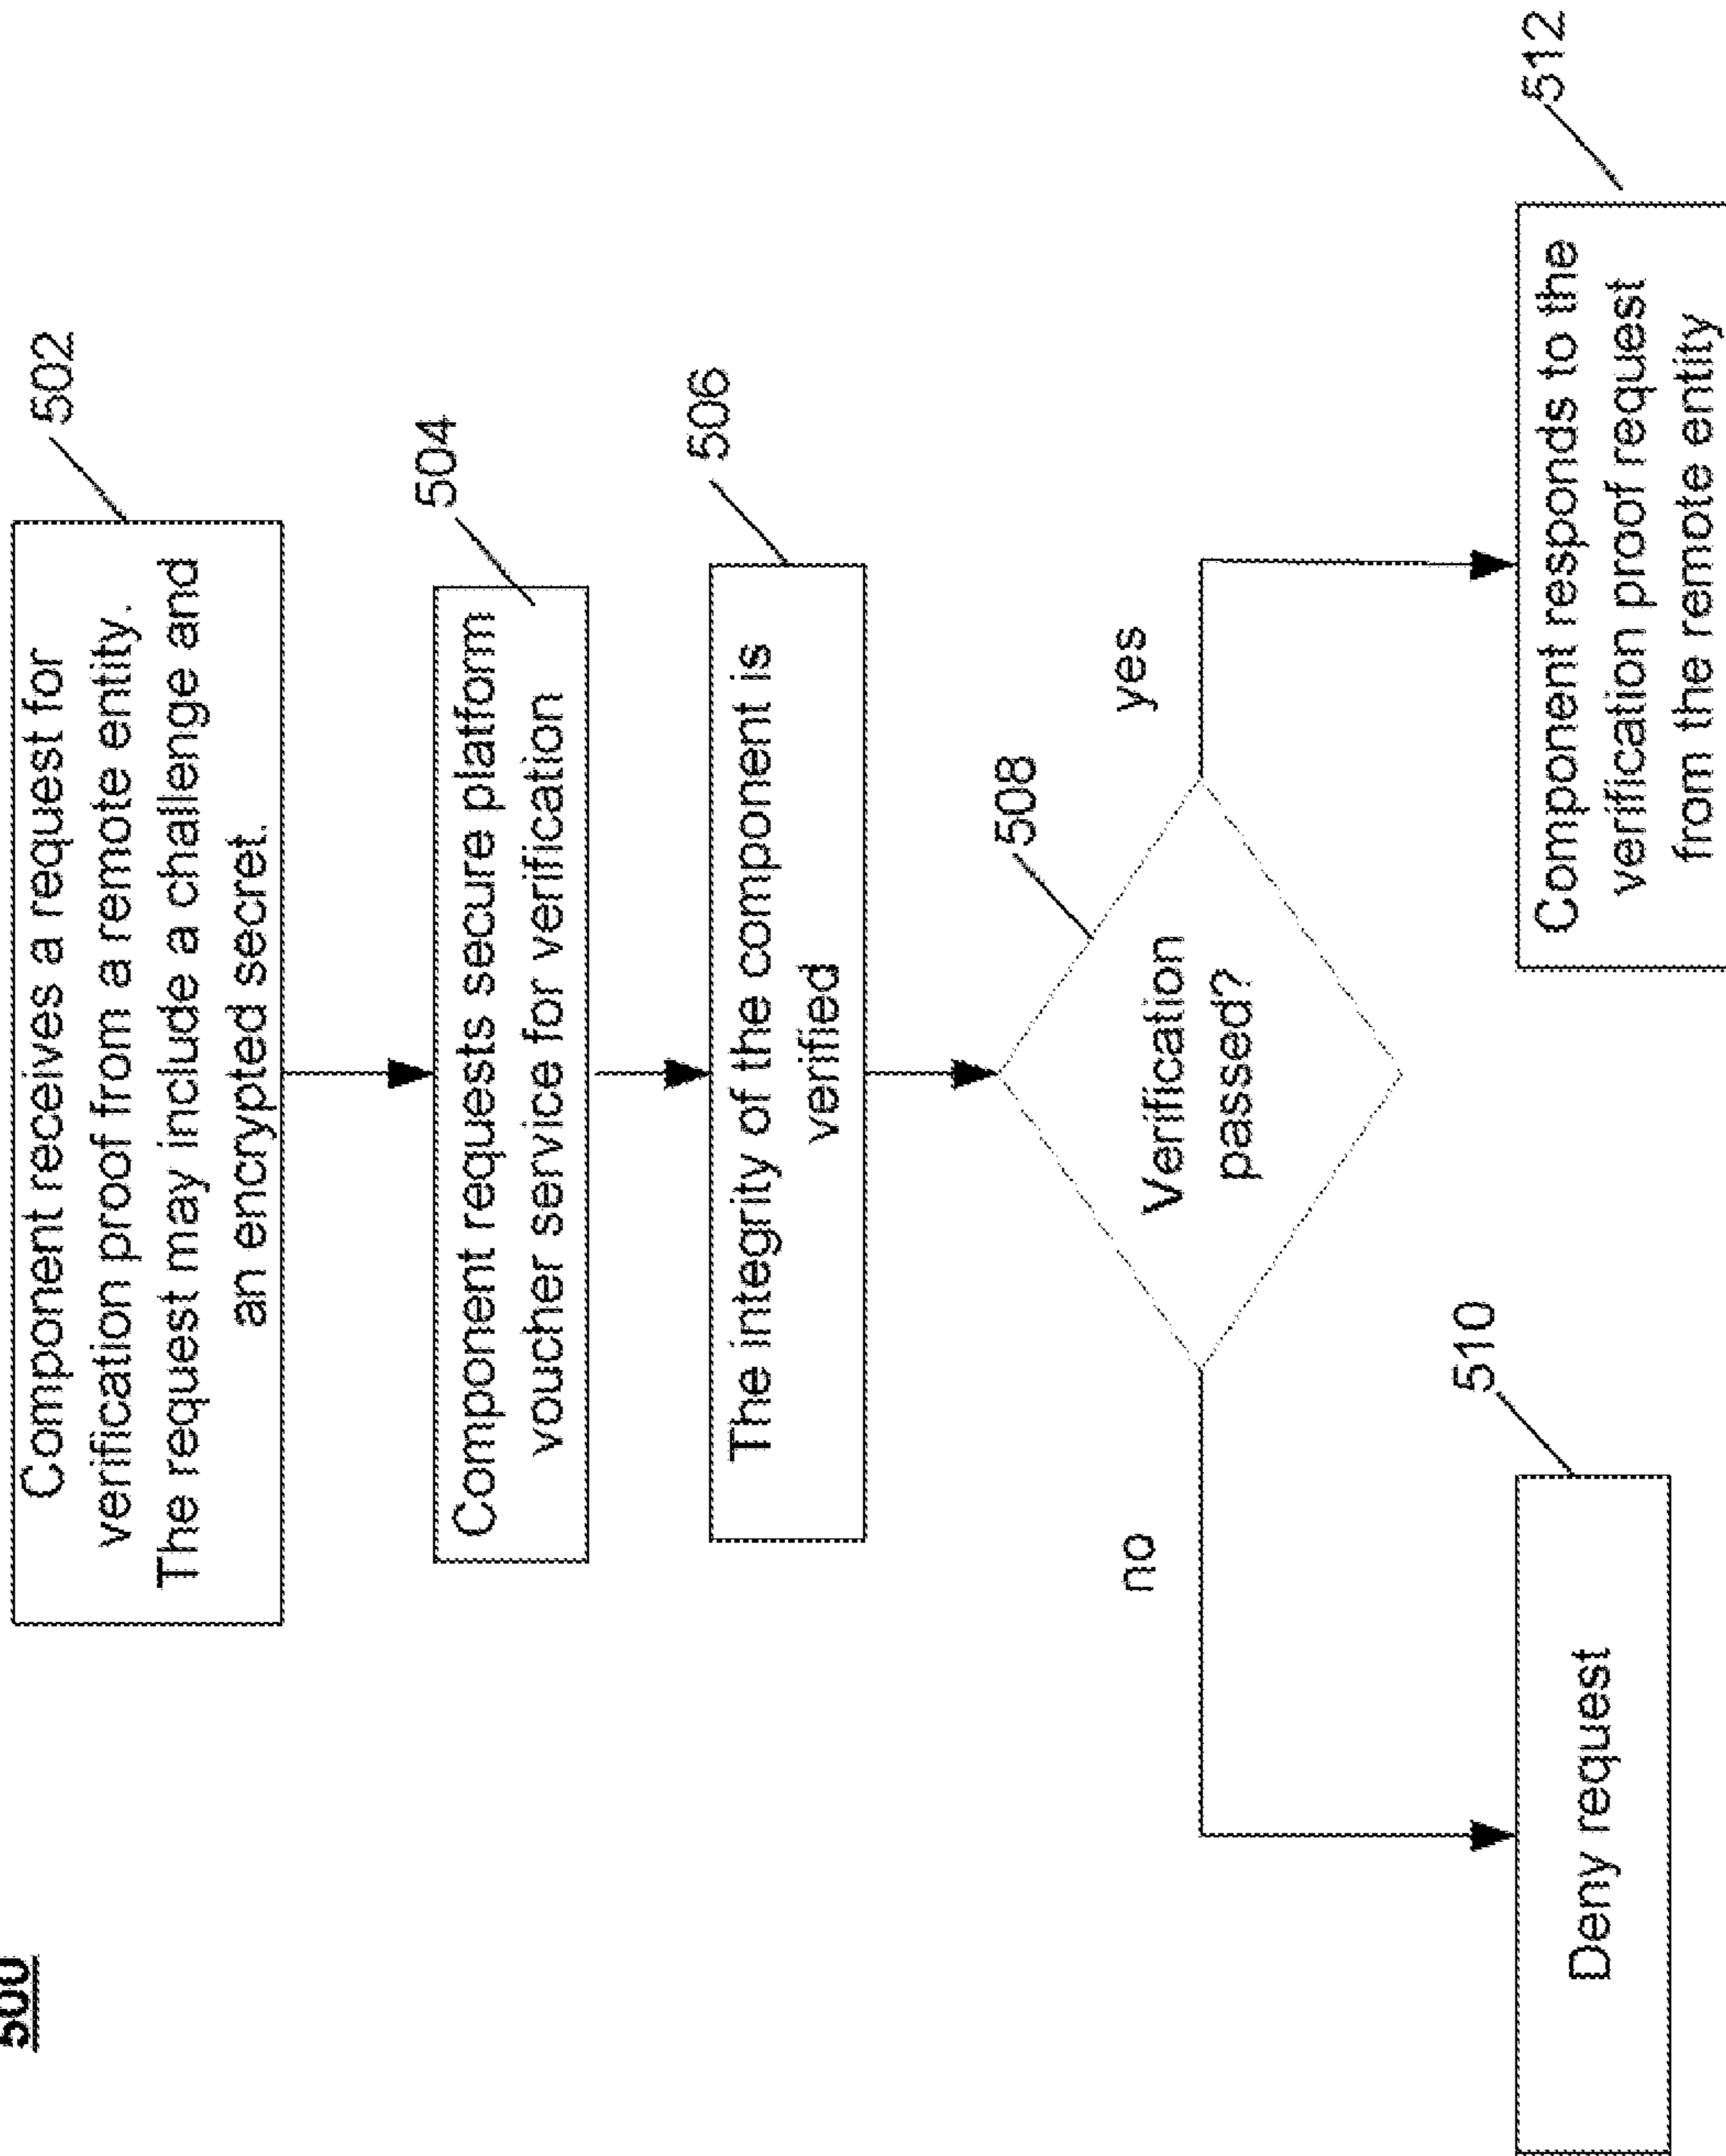 500
502
Component receives a request for
verification proof from a remote entity.
The request may include a challenge and
an encrypted secret.
504
Component requests secure platform
voucher service for verification
506
The integrity of the component is
verified
508
Verification
passed?
no
yes
510
Deny request
512
Component responds to the
verification proof request
from the remote entity